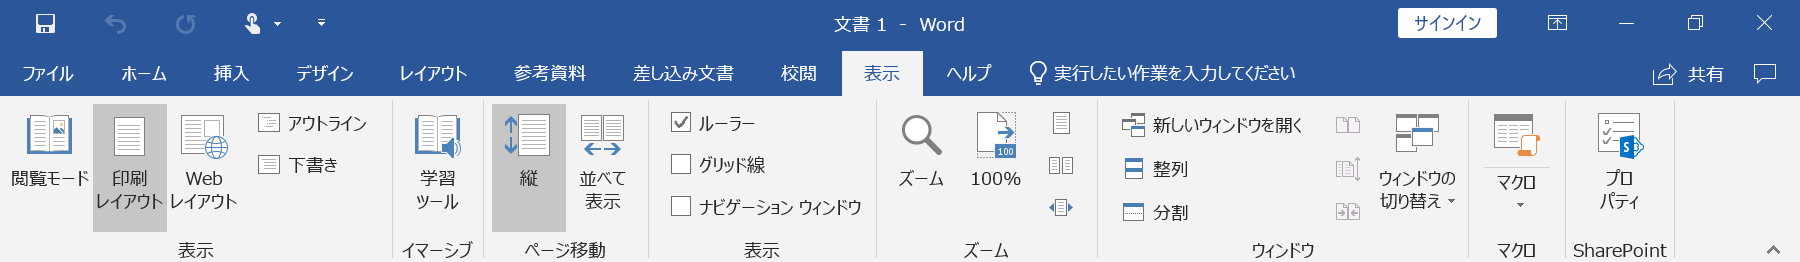 文書 1 - Word
サインイン
ファイル ホーム 挿入 デザイン レイアウト 参考資料 差し込み文書 校閲 表示 ヘルプ 実行したい作業を入力してください 共有
閲覧モード
印刷
レイアウト
Web
レイアウト
アウトライン
下書き
表示
学習
ツール
イマーシブ
縦
並べて
表示
ページ移動
ルーラー
グリッド線
ナビゲーション ウィンドウ
表示
ズーム
100
100%
ズーム
新しいウィンドウを開く
整列
分割
ウィンドウの
切り替え
ウィンドウ
マクロ
マクロ
S
プロ
パティ
SharePoint